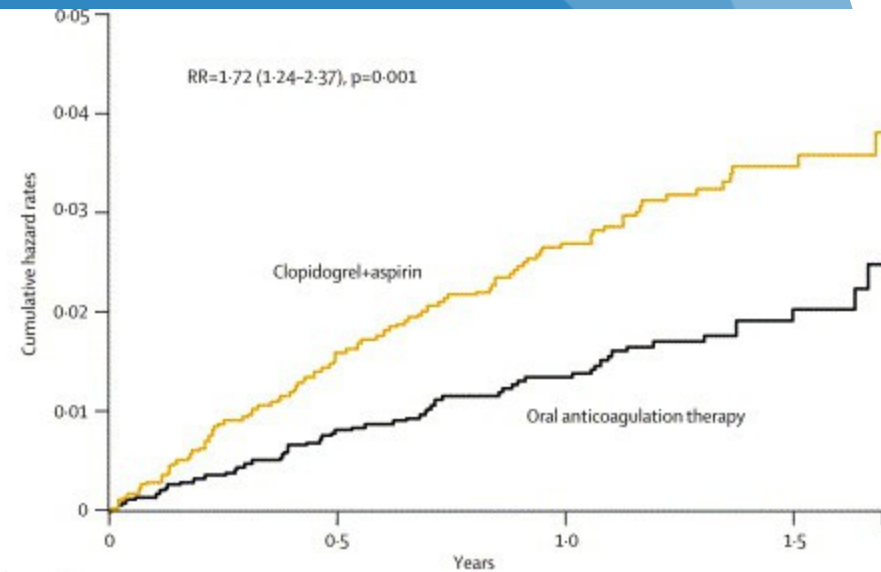 0·05
RR=1·72 (1·24–2·37), p=0·001
0·04
0·03
Cumulative hazard rates
Clopidogrel+aspirin
0·02
0·01
Oral anticoagulation therapy
0
0 0·5 1·0 1·5
Years